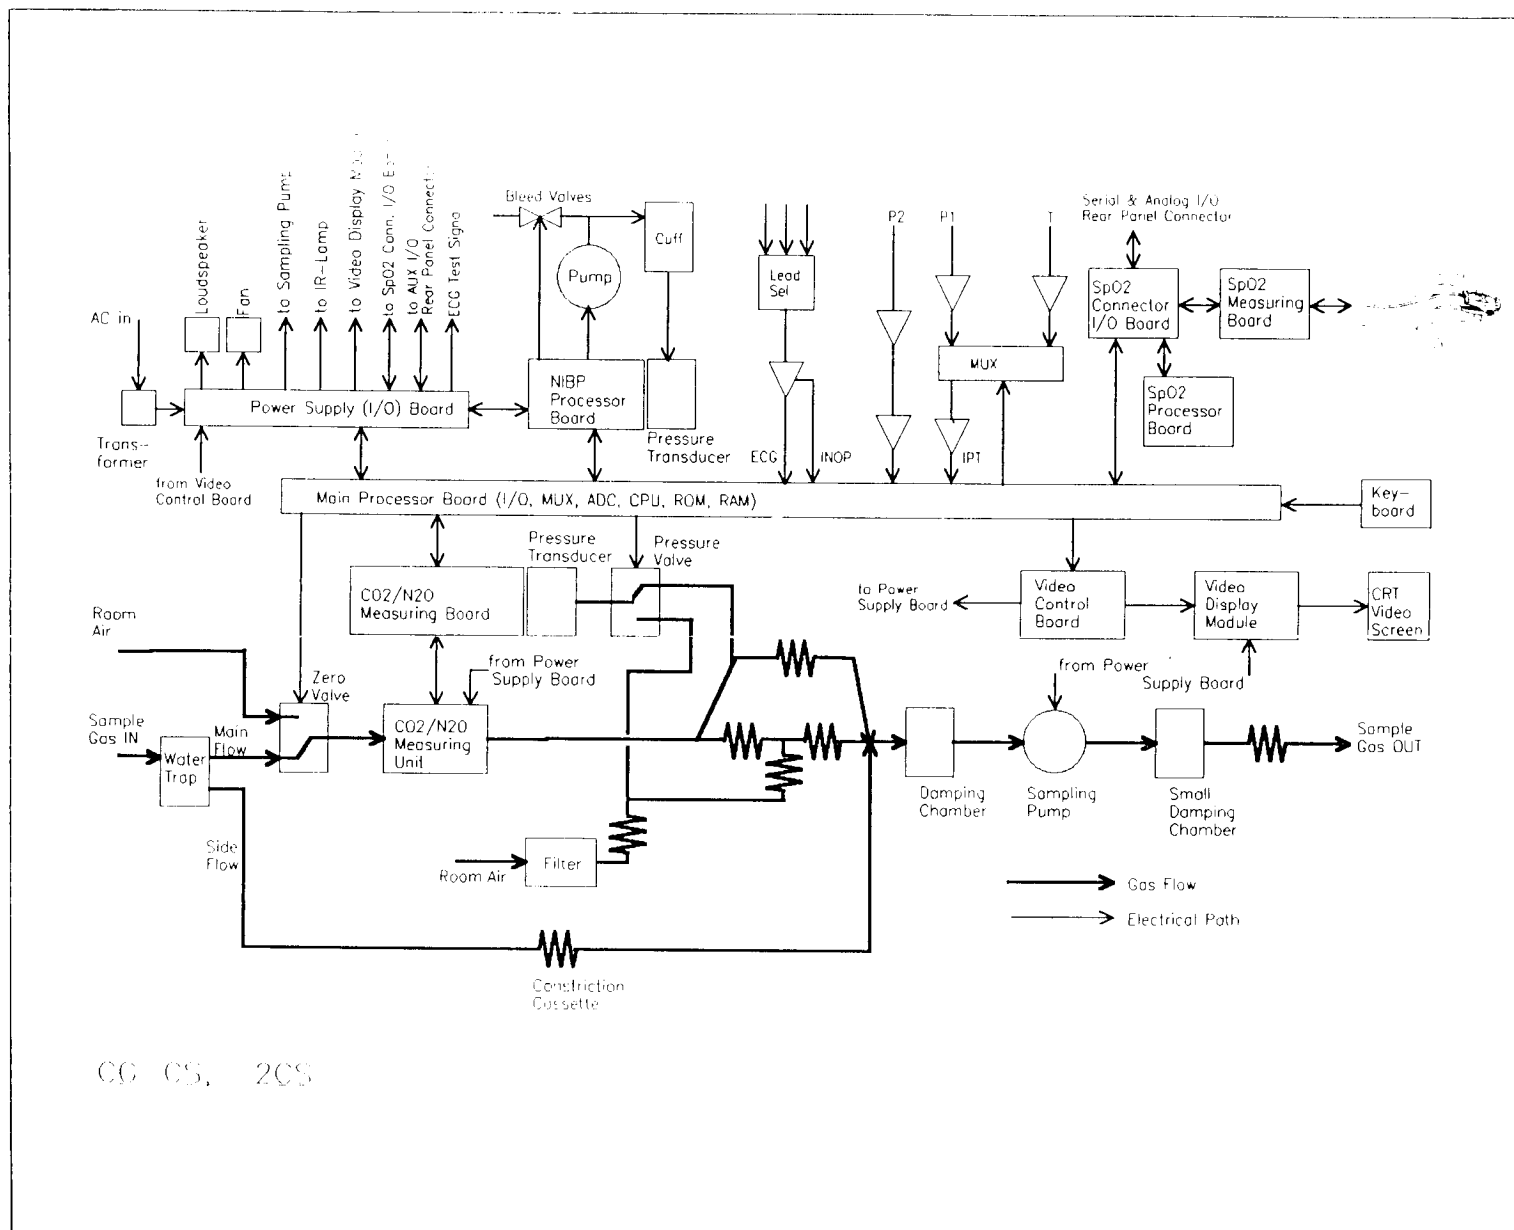 Loudspeaker
Fan
to Sampling Pump
to IR-Lamp
to Video Display
to SpO2 Conn. I/O
to AUX I/O
Rear Panel Connector
ECG Test
Bleed Valves
Pump
Cuff
Lead
Sel
P2
P1
T
Serial & Analog I/O
Rear Panel Connector
SpO2
Connector
I/O Board
SpO2
Measuring
Board
SpO2
Processor
Board
MUX
AC in
Trans-
former
Power Supply (I/O) Board
NIBP
Processor
Board
Pressure
Transducer
from Video
Control Board
ECG
INOP
IPT
Main Processor Board (I/O, MUX, ADC, CPU, ROM, RAM)
Key-
board
Pressure
Transducer
Pressure
Valve
CO2/N2O
Measuring Board
to Power
Supply Board
Video
Control
Board
Video
Display
Module
CRT
Video
Screen
Room
Air
Zero
Valve
from Power
Supply Board
from Power
Supply Board
Sample
Gas IN
Main
Flow
Water
Trap
CO2/N2O
Measuring
Unit
Damping
Chamber
Sampling
Pump
Small
Damping
Chamber
Sample
Gas OUT
Side
Flow
Room Air
Filter
Gas Flow
Electrical Path
Constriction
Cassette
CS, 2CS